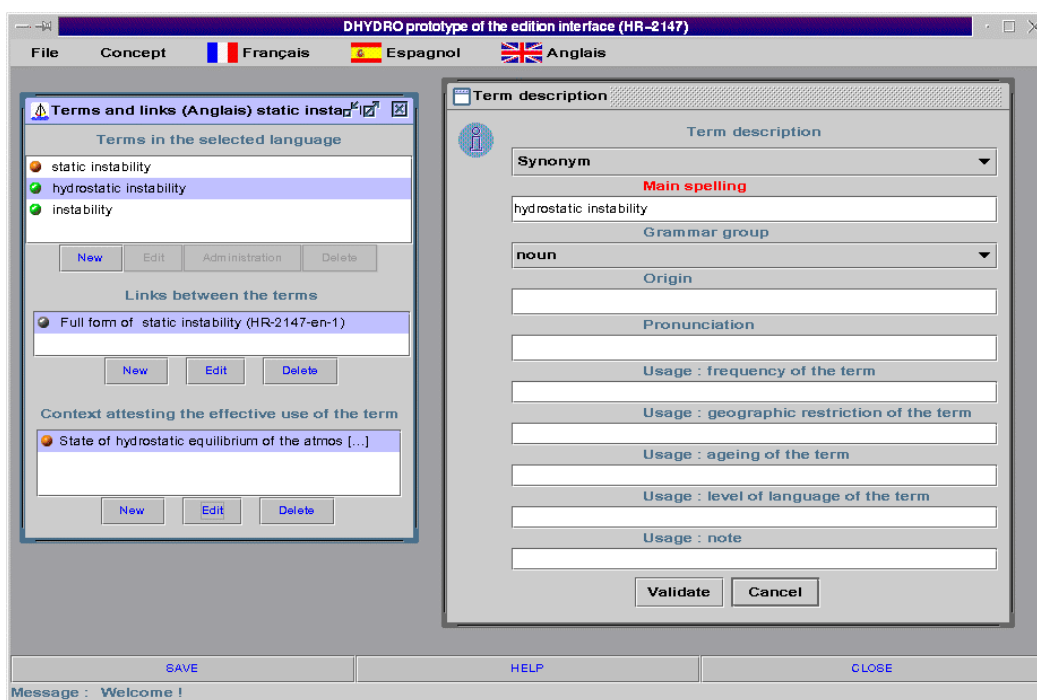 DHYDRO prototype of the edition interface (HR-2147)
File Concept Français Espagnol Anglais
Terms and links (Anglais) static insta
Terms in the selected language
static instability
hydrostatic instability
instability
New Edit Administration Delete
Links between the terms
Full form of static instability (HR-2147-en-1)
New Edit Delete
Context attesting the effective use of the term
State of hydrostatic equilibrium of the atmos [...]
New Edit Delete
Term description
Term description
Synonym
Main spelling
hydrostatic instability
Grammar group
noun
Origin
Pronunciation
Usage : frequency of the term
Usage : geographic restriction of the term
Usage : ageing of the term
Usage : level of language of the term
Usage : note
Validate Cancel
SAVE HELP CLOSE
Message : Welcome !